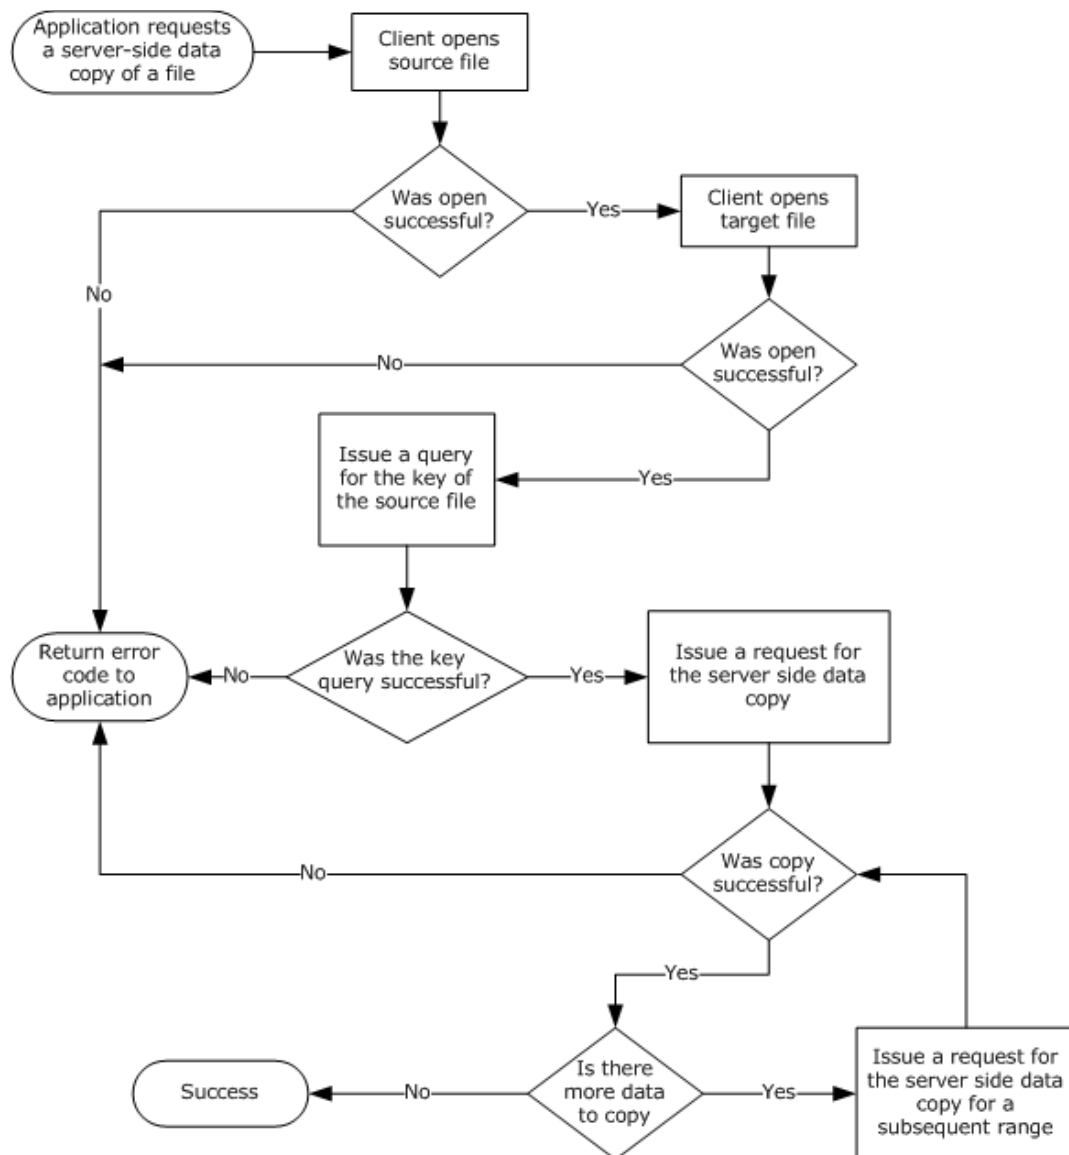 Application requests
a server-side data
copy of a file
Client opens
source file
Was open
successful?
Yes
Client opens
target file
No
Was open
successful?
No
Issue a query
for the key of
the source file
Yes
Return error
code to
application
No
Was the key
query successful?
Yes
Issue a request for
the server side data
copy
No
Was copy
successful?
Yes
Success
No
Is there
more data
to copy
Yes
Issue a request for
the server side data
copy for a
subsequent range